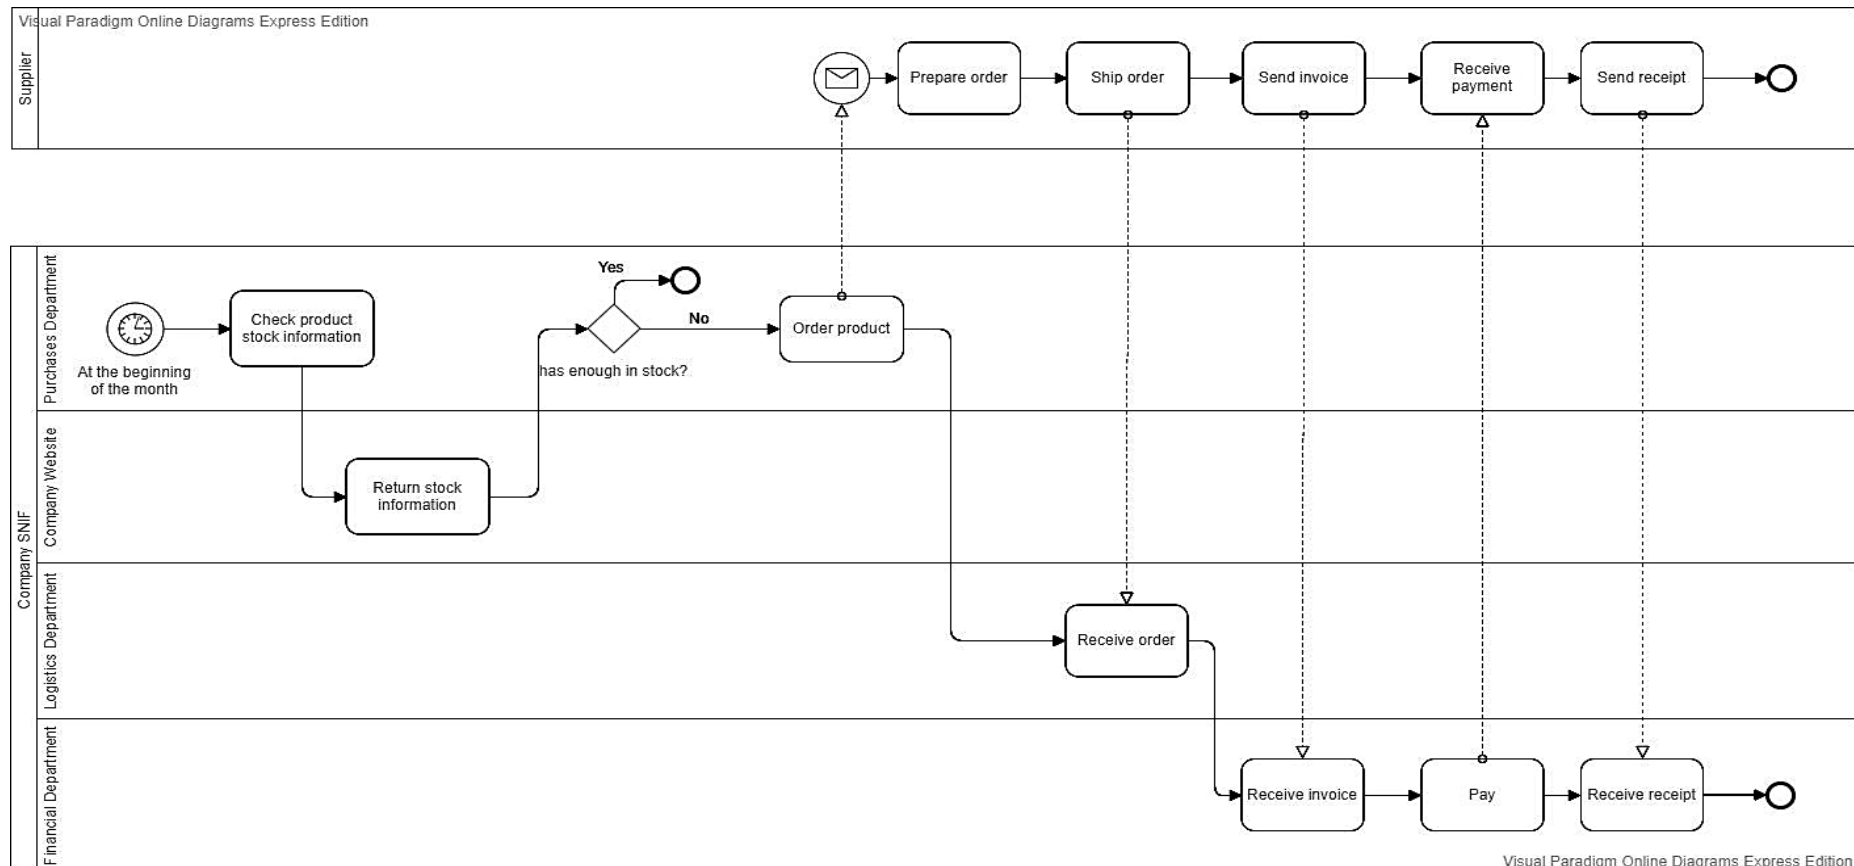 Visual Paradigm Online Diagrams Express Edition
Supplier
Prepare order
Ship order
Send invoice
Receive
payment
Send receipt
Company SNIF
Purchases Department
At the beginning
of the month
Check product
stock information
Yes
No
has enough in stock?
Order product
Company Website
Return stock
information
Logistics Department
Receive order
Financial Department
Receive invoice
Pay
Receive receipt
Visual Paradigm Online Diagrams Express Edition